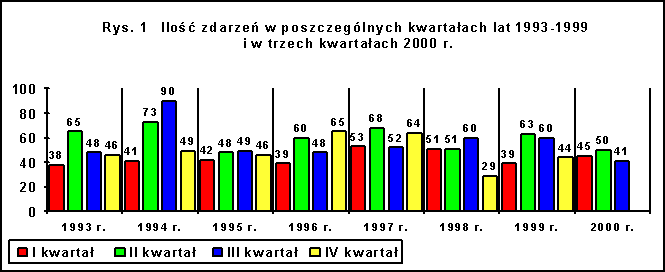 Rys. 1 Ilość zdarzeń w poszczególnych kwartałach lat 1993-1999
i w trzech kwartałach 2000 r.
100
80
60
40
20
0
38 65 48 46
41 73 90 49
42 48 49 46
39 60 48 65
53 68 52 64
51 51 60 29
39 63 60 44
45 50 41
1993 r. 1994 r. 1995 r. 1996 r. 1997 r. 1998 r. 1999 r. 2000 r.
I kwartał II kwartał III kwartał IV kwartał